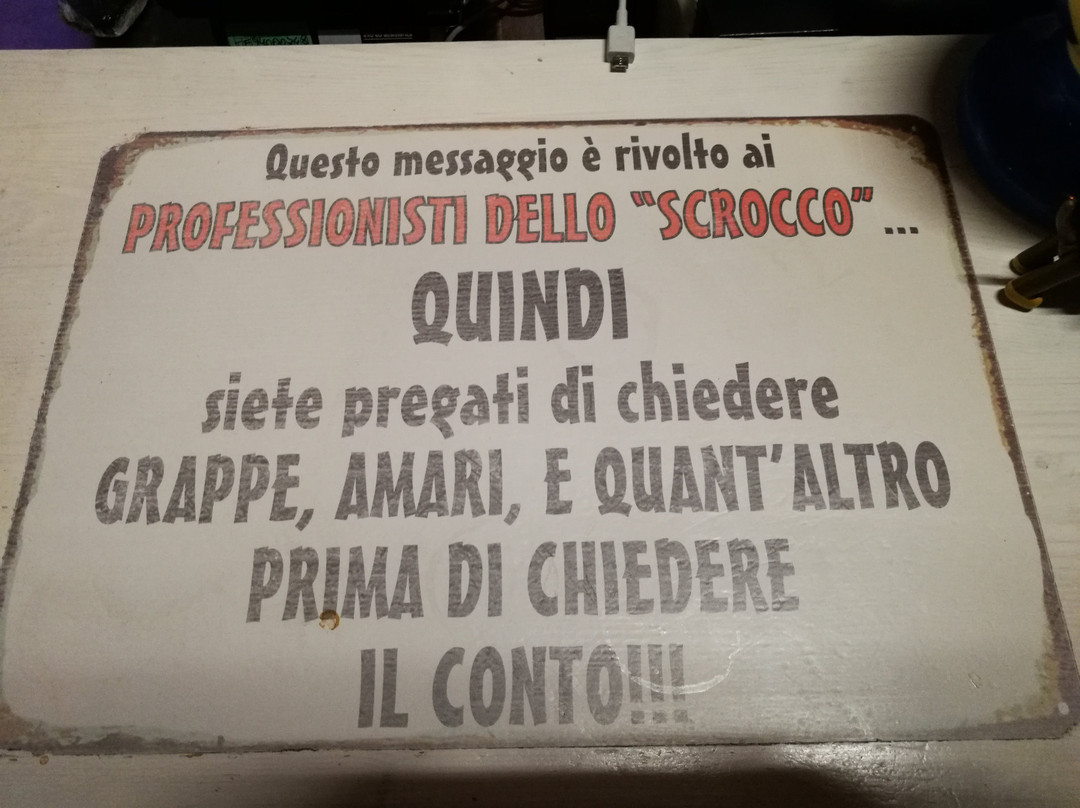 Questo messaggio è rivolto ai
PROFESSIONISTI DELLO "SCROCCO" ...
QUINDI
siete pregati di chiedere
GRAPPE, AMARI, E QUANT'ALTRO
PRIMA DI CHIEDERE
IL CONTO!!!